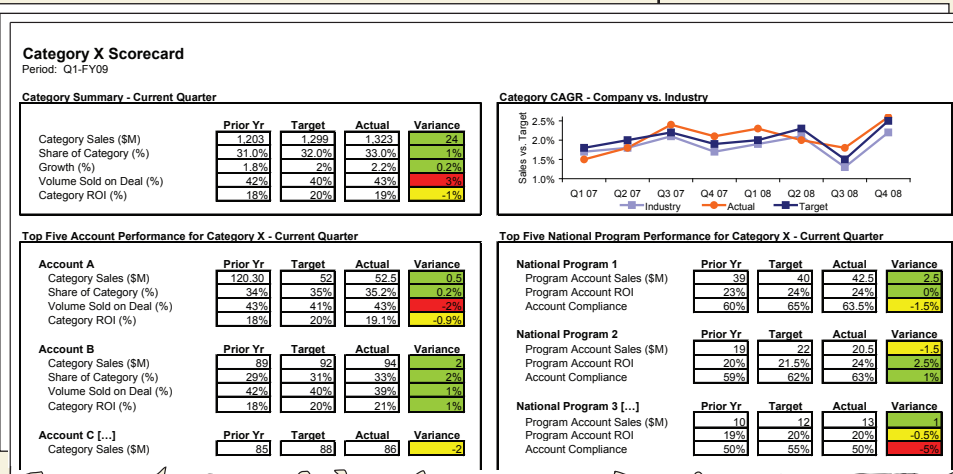 Category X Scorecard
Period: Q1-FY09
Category Summary - Current Quarter
Prior Yr Target Actual Variance
Category Sales ($M) 1,203 1,299 1,323 24
Share of Category (%) 31.0% 32.0% 33.0% 1%
Growth (%) 1.8% 2% 2.2% 0.2%
Volume Sold on Deal (%) 42% 40% 43% 3%
Category ROI (%) 18% 20% 19% -1%
Category CAGR - Company vs. Industry
Sales vs. Target
2.5%
2.0%
1.5%
1.0%
Q1 07 Q2 07 Q3 07 Q4 07 Q1 08 Q2 08 Q3 08 Q4 08
Industry Actual Target
Top Five Account Performance for Category X - Current Quarter
Account A Prior Yr Target Actual Variance
Category Sales ($M) 120.30 52 52.5 0.5
Share of Category (%) 34% 35% 35.2% 0.2%
Volume Sold on Deal (%) 43% 41% 43% -2%
Category ROI (%) 18% 20% 19.1% -0.9%
Account B Prior Yr Target Actual Variance
Category Sales ($M) 89 92 94 2
Share of Category (%) 29% 31% 33% 2%
Volume Sold on Deal (%) 42% 40% 39% 1%
Category ROI (%) 18% 20% 21% 1%
Account C [...] Prior Yr Target Actual Variance
Category Sales ($M) 85 88 86 -2
Top Five National Program Performance for Category X - Current Quarter
National Program 1 Prior Yr Target Actual Variance
Program Account Sales ($M) 39 40 42.5 2.5
Program Account ROI 23% 24% 24% 0%
Account Compliance 60% 65% 63.5% -1.5%
National Program 2 Prior Yr Target Actual Variance
Program Account Sales ($M) 19 22 20.5 -1.5
Program Account ROI 20% 21.5% 24% 2.5%
Account Compliance 59% 62% 63% 1%
National Program 3 [...] Prior Yr Target Actual Variance
Program Account Sales ($M) 10 12 13 1
Program Account ROI 19% 20% 20% -0.5%
Account Compliance 50% 55% 50% -5%